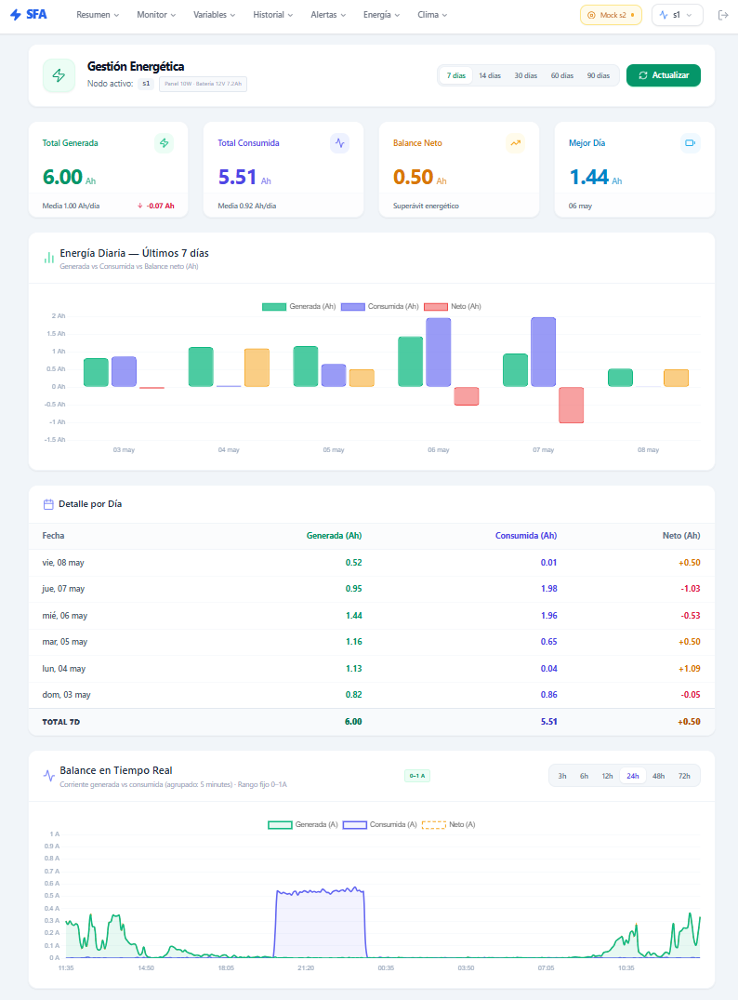 SFA Resumen Monitor Variables Historial Alertas Energía Clima Mock s2 s1
Gestión Energética
Nodo activo: s1 Panel 10W · Batería 12V 7.2Ah
7 días 14 días 30 días 60 días 90 días Actualizar
Total Generada
6.00 Ah
Media 1.00 Ah/día -0.07 Ah
Total Consumida
5.51 Ah
Media 0.92 Ah/día
Balance Neto
0.50 Ah
Superávit energético
Mejor Día
1.44 Ah
06 may
Energía Diaria — Últimos 7 días
Generada vs Consumida vs Balance neto (Ah)
Generada (Ah) Consumida (Ah) Neto (Ah)
2 Ah
1.5 Ah
1 Ah
0.5 Ah
0 Ah
-0.5 Ah
-1 Ah
-1.5 Ah
03 may 04 may 05 may 06 may 07 may 08 may
Detalle por Día
Fecha Generada (Ah) Consumida (Ah) Neto (Ah)
vie, 08 may 0.52 0.01 +0.50
jue, 07 may 0.95 1.98 -1.03
mié, 06 may 1.44 1.96 -0.53
mar, 05 may 1.16 0.65 +0.50
lun, 04 may 1.13 0.04 +1.09
dom, 03 may 0.82 0.86 -0.05
TOTAL 7D 6.00 5.51 +0.50
Balance en Tiempo Real
Corriente generada vs consumida (agrupado: 5 minutos) · Rango fijo 0–1A
0–1 A
3h 6h 12h 24h 48h 72h
Generada (A) Consumida (A) Neto (A)
1 A
0.9 A
0.8 A
0.7 A
0.6 A
0.5 A
0.4 A
0.3 A
0.2 A
0.1 A
0 A
11:35 14:50 18:05 21:20 00:35 03:50 07:05 10:35